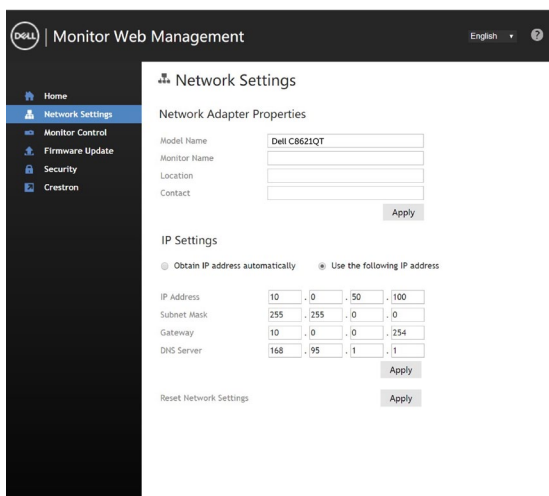 DELL | Monitor Web Management
English
?
Home
Network Settings
Monitor Control
Firmware Update
Security
Crestron
Network Settings
Network Adapter Properties
Model Name Dell C8621QT
Monitor Name
Location
Contact
Apply
IP Settings
Obtain IP address automatically Use the following IP address
IP Address 10 . 0 . 50 . 100
Subnet Mask 255 . 255 . 0 . 0
Gateway 10 . 0 . 0 . 254
DNS Server 168 . 95 . 1 . 1
Apply
Reset Network Settings Apply